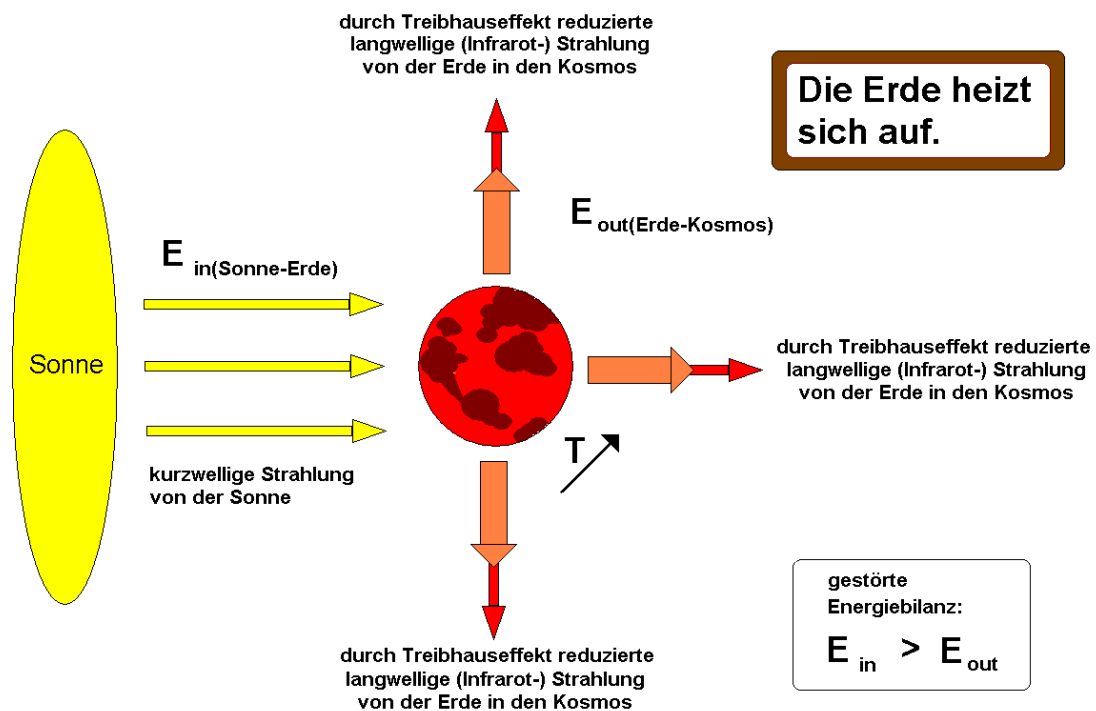 durch Treibhauseffekt reduzierte
langwellige (Infrarot-) Strahlung
von der Erde in den Kosmos
Die Erde heizt
sich auf.
E in(Sonne-Erde)
E out(Erde-Kosmos)
Sonne
durch Treibhauseffekt reduzierte
langwellige (Infrarot-) Strahlung
von der Erde in den Kosmos
T
kurzwellige Strahlung
von der Sonne
gestörte
Energiebilanz:
E in > E out
durch Treibhauseffekt reduzierte
langwellige (Infrarot-) Strahlung
von der Erde in den Kosmos